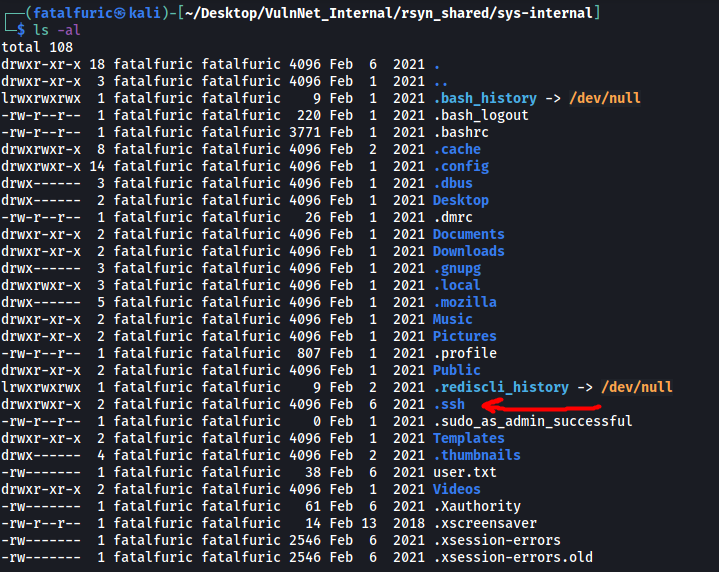 ┌──(fatalfuric㉿kali)-[~/Desktop/VulnNet_Internal/rsyn_shared/sys-internal]
└─$ ls -al
total 108
drwxr-xr-x 18 fatalfuric fatalfuric 4096 Feb  6  2021 .
drwxr-xr-x  3 fatalfuric fatalfuric 4096 Feb  1  2021 ..
lrwxrwxrwx  1 fatalfuric fatalfuric    9 Feb  1  2021 .bash_history -> /dev/null
-rw-r--r--  1 fatalfuric fatalfuric  220 Feb  1  2021 .bash_logout
-rw-r--r--  1 fatalfuric fatalfuric 3771 Feb  1  2021 .bashrc
drwxrwxr-x  8 fatalfuric fatalfuric 4096 Feb  2  2021 .cache
drwxrwxr-x 14 fatalfuric fatalfuric 4096 Feb  1  2021 .config
drwx------  3 fatalfuric fatalfuric 4096 Feb  1  2021 .dbus
drwx------  2 fatalfuric fatalfuric 4096 Feb  1  2021 Desktop
-rw-r--r--  1 fatalfuric fatalfuric   26 Feb  1  2021 .dmrc
drwxr-xr-x  2 fatalfuric fatalfuric 4096 Feb  1  2021 Documents
drwxr-xr-x  2 fatalfuric fatalfuric 4096 Feb  1  2021 Downloads
drwx------  3 fatalfuric fatalfuric 4096 Feb  1  2021 .gnupg
drwxrwxr-x  3 fatalfuric fatalfuric 4096 Feb  1  2021 .local
drwx------  5 fatalfuric fatalfuric 4096 Feb  1  2021 .mozilla
drwxr-xr-x  2 fatalfuric fatalfuric 4096 Feb  1  2021 Music
drwxr-xr-x  2 fatalfuric fatalfuric 4096 Feb  1  2021 Pictures
-rw-r--r--  1 fatalfuric fatalfuric  807 Feb  1  2021 .profile
drwxr-xr-x  2 fatalfuric fatalfuric 4096 Feb  1  2021 Public
lrwxrwxrwx  1 fatalfuric fatalfuric    9 Feb  2  2021 .rediscli_history -> /dev/null
drwxrwxr-x  2 fatalfuric fatalfuric 4096 Feb  6  2021 .ssh
-rw-r--r--  1 fatalfuric fatalfuric    0 Feb  1  2021 .sudo_as_admin_successful
drwxr-xr-x  2 fatalfuric fatalfuric 4096 Feb  1  2021 Templates
drwx------  4 fatalfuric fatalfuric 4096 Feb  2  2021 .thumbnails
-rw-------  1 fatalfuric fatalfuric   38 Feb  6  2021 user.txt
drwxr-xr-x  2 fatalfuric fatalfuric 4096 Feb  1  2021 Videos
-rw-------  1 fatalfuric fatalfuric   61 Feb  6  2021 .Xauthority
-rw-r--r--  1 fatalfuric fatalfuric   14 Feb 13  2018 .xscreensaver
-rw-------  1 fatalfuric fatalfuric 2546 Feb  6  2021 .xsession-errors
-rw-------  1 fatalfuric fatalfuric 2546 Feb  6  2021 .xsession-errors.old